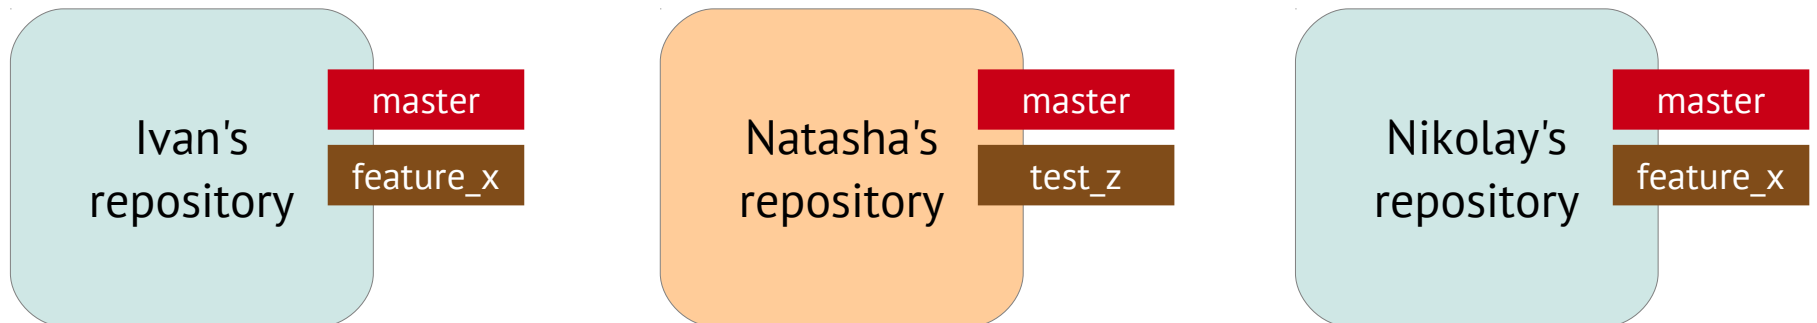 Ivan's
repository
master
feature_x
Natasha's
repository
master
test_z
Nikolay's
repository
master
feature_x